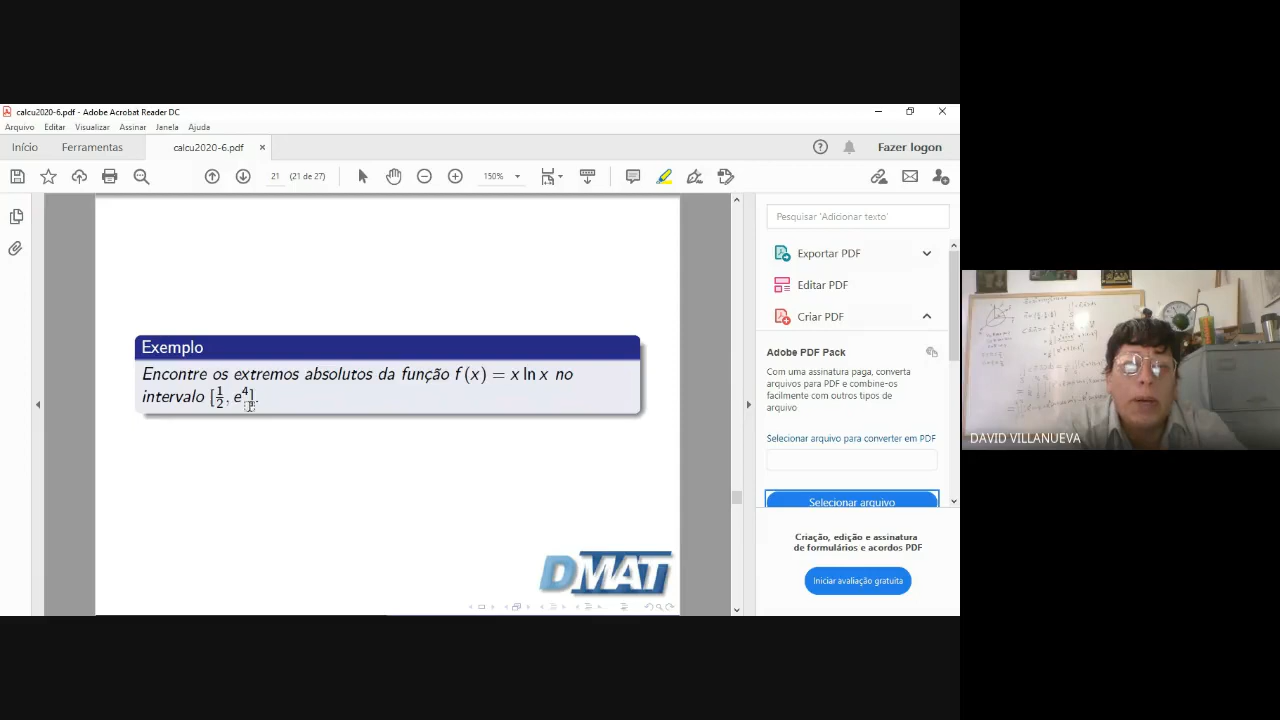 calcu2020-6.pdf - Adobe Acrobat Reader DC
Arquivo Editar Visualizar Assinar Janela Ajuda
Início Ferramentas calcu2020-6.pdf × Fazer logon
21 (21 de 27) 150%
Pesquisar 'Adicionar texto'
Exportar PDF
Editar PDF
Criar PDF
Adobe PDF Pack
Com uma assinatura paga, converta
arquivos para PDF e combine-os
facilmente com outros tipos de
arquivo
Selecionar arquivo para converter em PDF
Selecionar arquivo
Criação, edição e assinatura
de formulários e acordos PDF
Iniciar avaliação gratuita
Exemplo
Encontre os extremos absolutos da função f(x) = x ln x no
intervalo [1/2, e⁴].
DMAT
DAVID VILLANUEVA